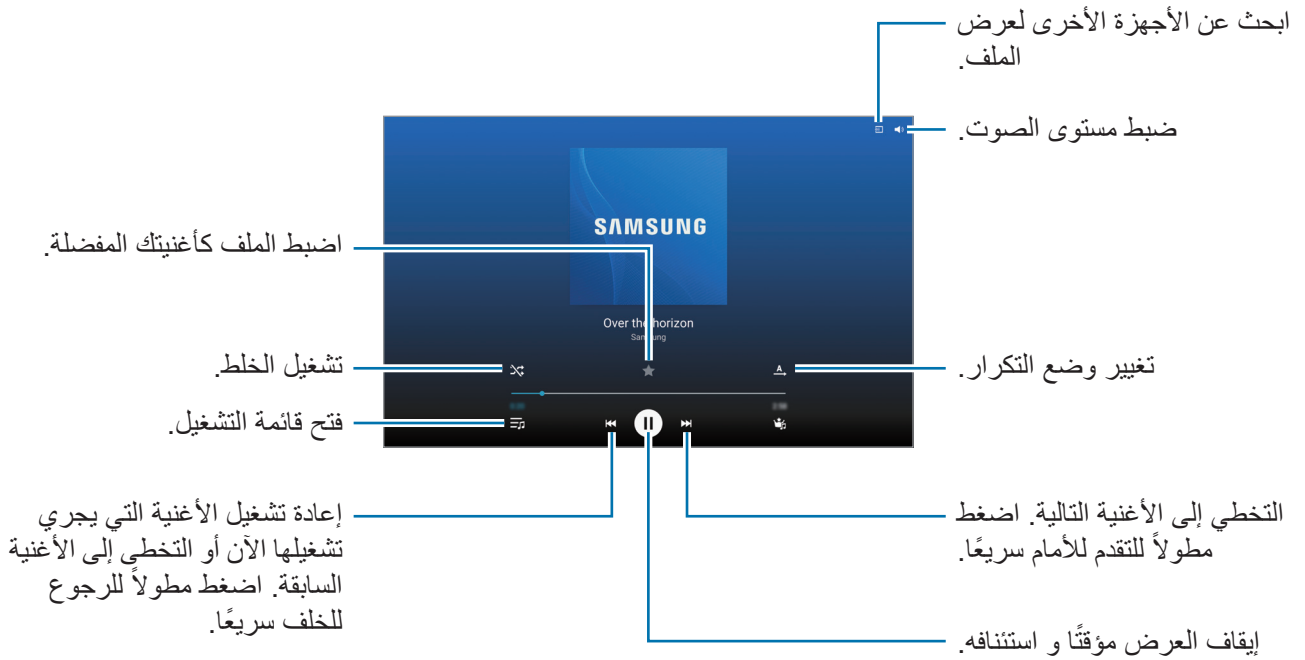 ابحث عن الأجهزة الأخرى لعرض
الملف.
ضبط مستوى الصوت.
SAMSUNG
اضبط الملف كأغنيتك المفضلة.
Over the horizon
Samsung
تغيير وضع التكرار.
تشغيل الخلط.
فتح قائمة التشغيل.
التخطي إلى الأغنية التالية. اضغط
مطولاً للتقدم للأمام سريعًا.
إعادة تشغيل الأغنية التي يجري
تشغيلها الآن أو التخطي إلى الأغنية
السابقة. اضغط مطولاً للرجوع
للخلف سريعًا.
إيقاف العرض مؤقتًا و استئنافه.